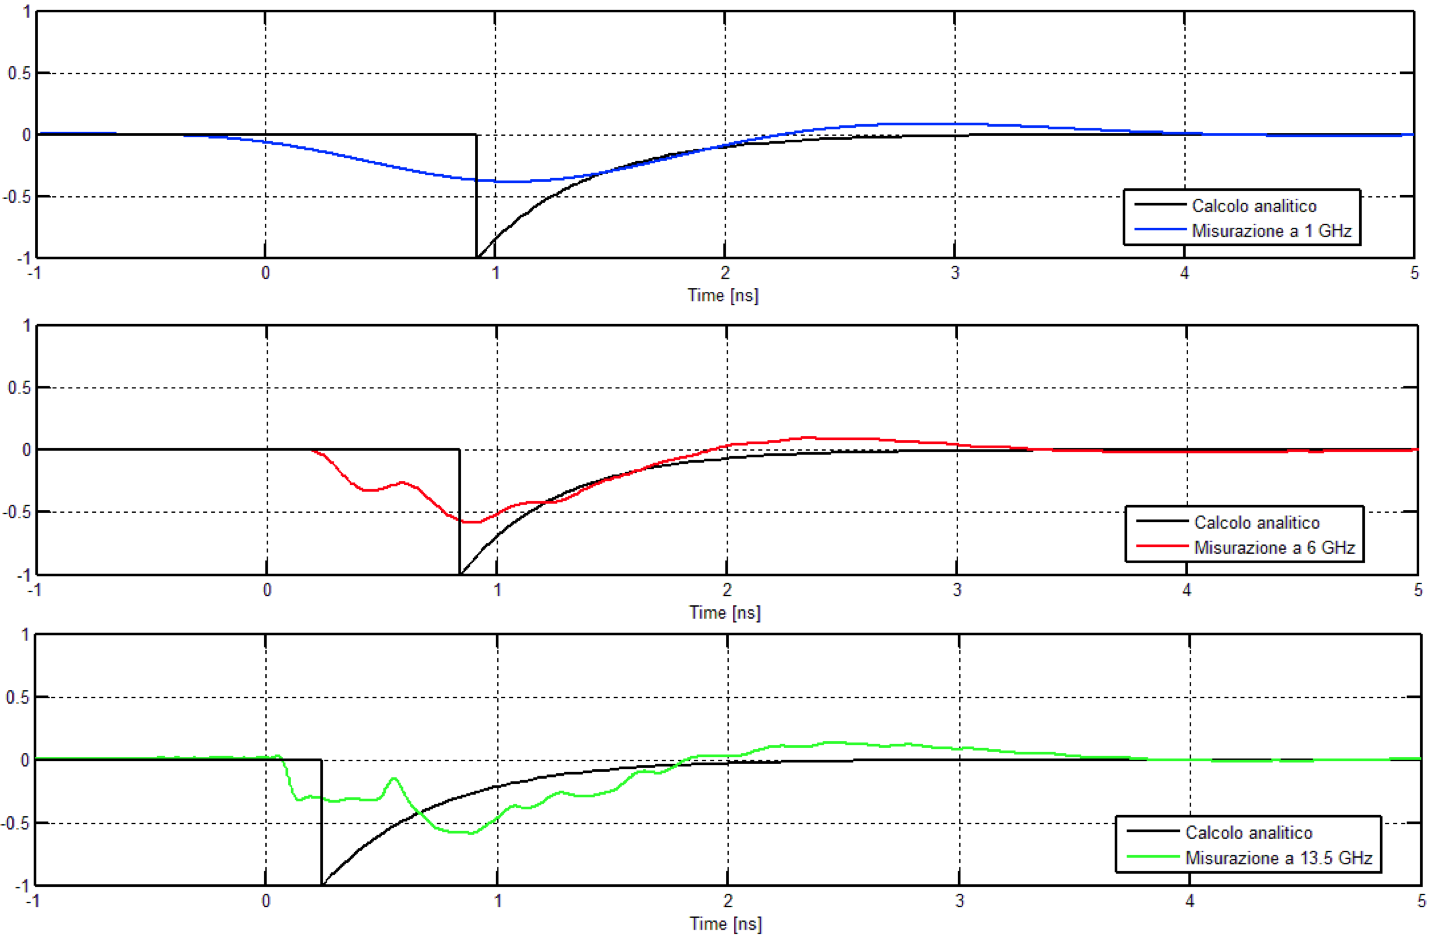 1
0.5
0
-0.5
-1
-1 0 1 2 3 4 5
Time [ns]
Calcolo analitico
Misurazione a 1 GHz
1
0.5
0
-0.5
-1
-1 0 1 2 3 4 5
Time [ns]
Calcolo analitico
Misurazione a 6 GHz
1
0.5
0
-0.5
-1
-1 0 1 2 3 4 5
Time [ns]
Calcolo analitico
Misurazione a 13.5 GHz